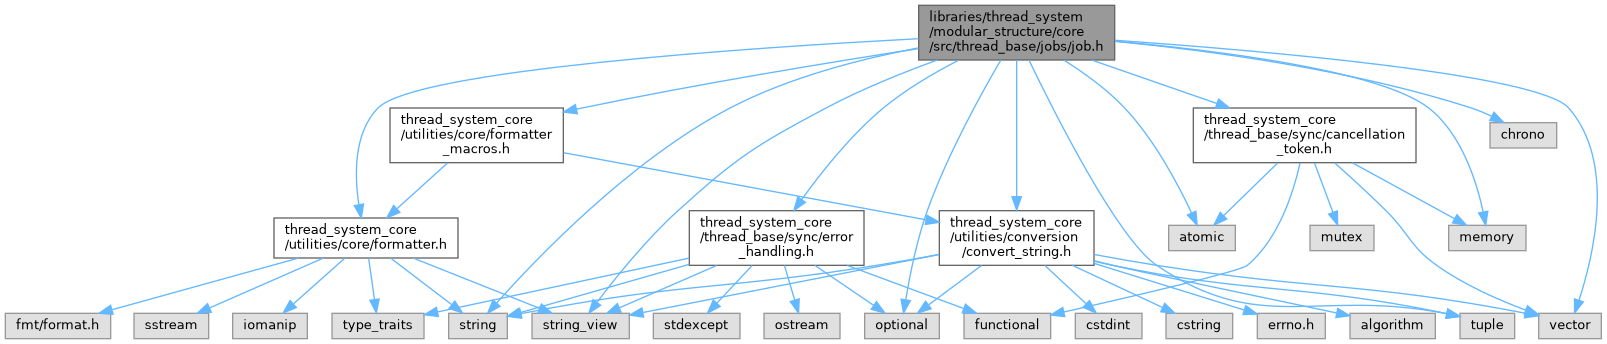 libraries/thread_system
/modular_structure/core
/src/thread_base/jobs/job.h
thread_system_core
/utilities/core/formatter
_macros.h
thread_system_core
/thread_base/sync/cancellation
_token.h
chrono
thread_system_core
/utilities/core/formatter.h
thread_system_core
/thread_base/sync/error
_handling.h
thread_system_core
/utilities/conversion
/convert_string.h
atomic
mutex
memory
fmt/format.h
sstream
iomanip
type_traits
string
string_view
stdexcept
ostream
optional
functional
cstdint
cstring
errno.h
algorithm
tuple
vector